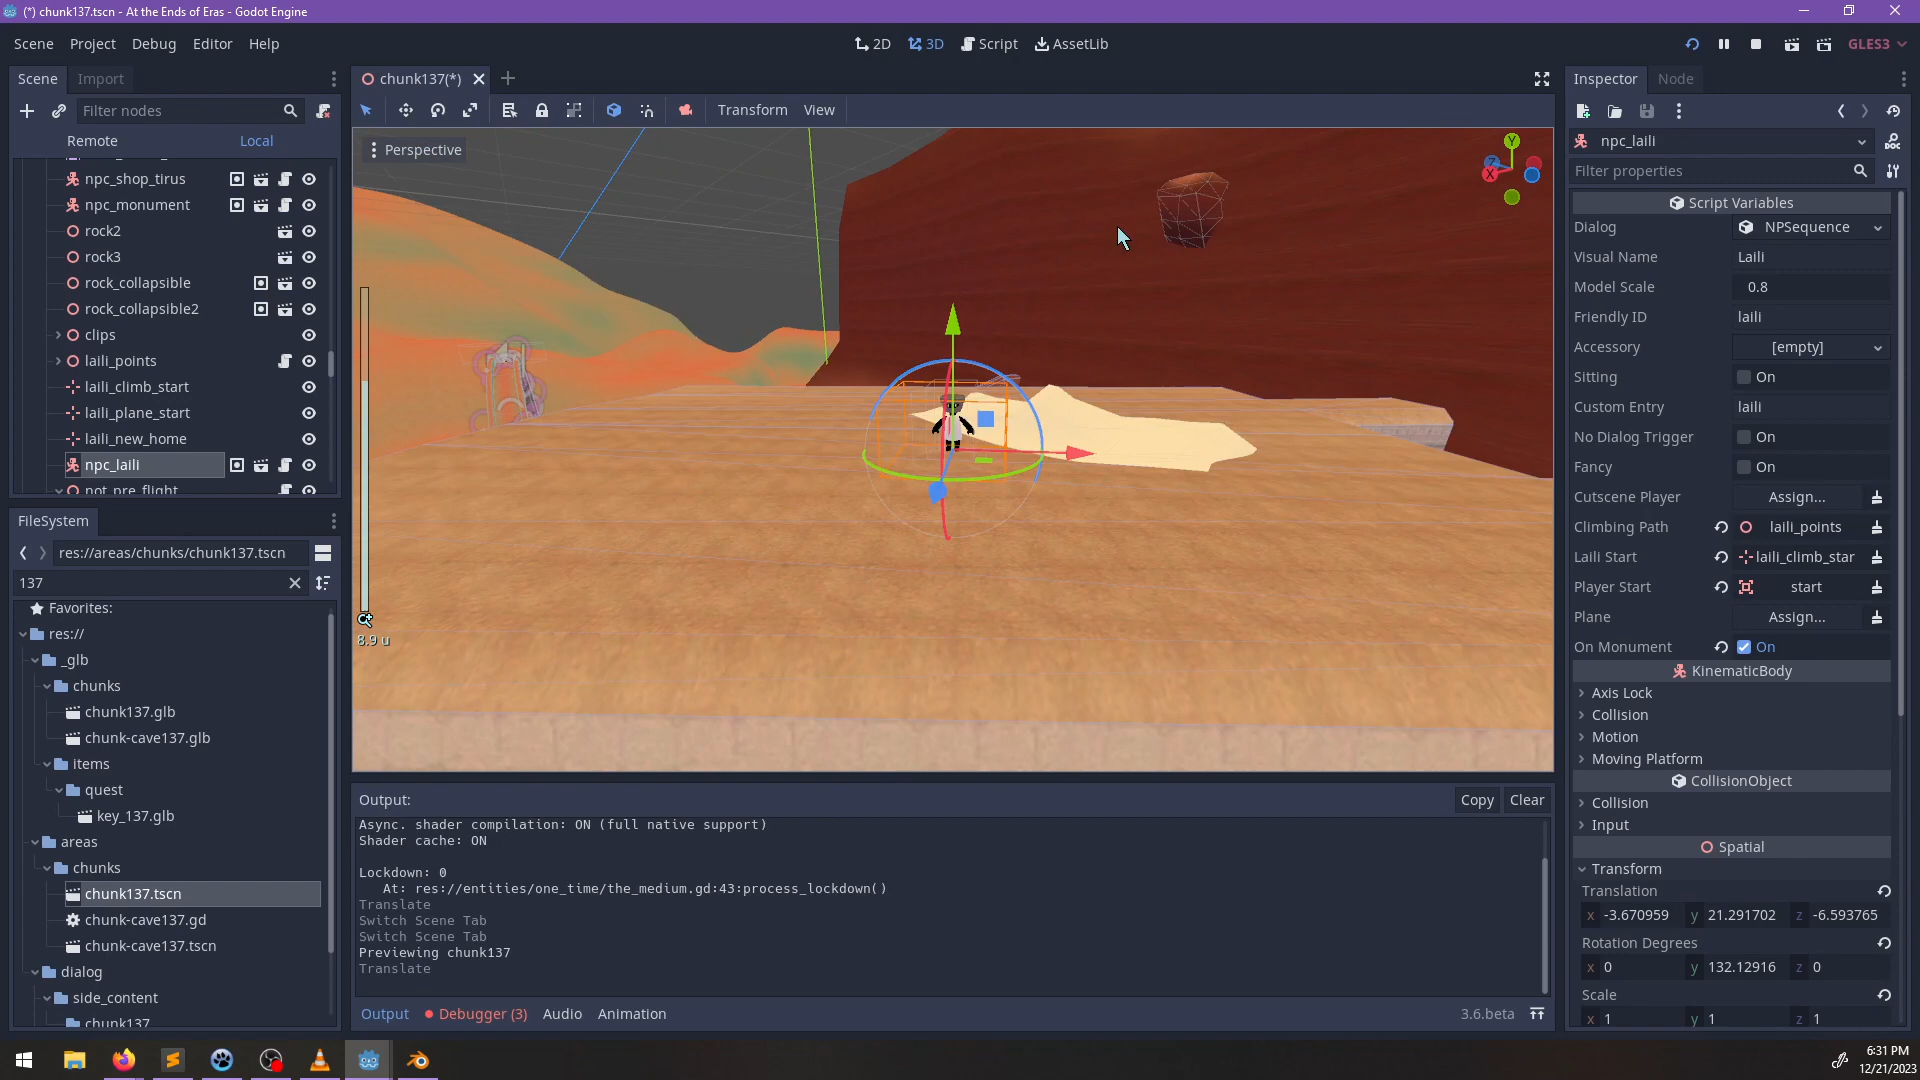 (*) chunk137.tscn - At the Ends of Eras - Godot Engine
Scene Project Debug Editor Help
2D 3D Script AssetLib
GLES3
Scene Import
Filter nodes
Remote Local
npc_shop_tirus
npc_monument
rock2
rock3
rock_collapsible
rock_collapsible2
clips
laili_points
laili_climb_start
laili_plane_start
laili_new_home
npc_laili
not_pre_flight
FileSystem
res://areas/chunks/chunk137.tscn
137
Favorites:
res://
_glb
chunks
chunk137.glb
chunk-cave137.glb
items
quest
key_137.glb
areas
chunks
chunk137.tscn
chunk-cave137.gd
chunk-cave137.tscn
dialog
side_content
chunk137
chunk137(*)
Transform View
Perspective
Y
Z
X
8.9 u
Output:
Copy Clear
Async. shader compilation: ON (full native support)
Shader cache: ON
Lockdown: 0
At: res://entities/one_time/the_medium.gd:43:process_lockdown()
Translate
Switch Scene Tab
Switch Scene Tab
Previewing chunk137
Translate
Output Debugger (3) Audio Animation
3.6.beta
Inspector Node
npc_laili
Filter properties
Script Variables
Dialog NPSequence
Visual Name Laili
Model Scale 0.8
Friendly ID laili
Accessory [empty]
Sitting On
Custom Entry laili
No Dialog Trigger On
Fancy On
Cutscene Player Assign...
Climbing Path laili_points
Laili Start laili_climb_star
Player Start start
Plane Assign...
On Monument On
KinematicBody
Axis Lock
Collision
Motion
Moving Platform
CollisionObject
Collision
Input
Spatial
Transform
Translation
x -3.670959 y 21.291702 z -6.593765
Rotation Degrees
x 0 y 132.12916 z 0
Scale
x 1 y 1 z 1
6:31 PM
12/21/2023